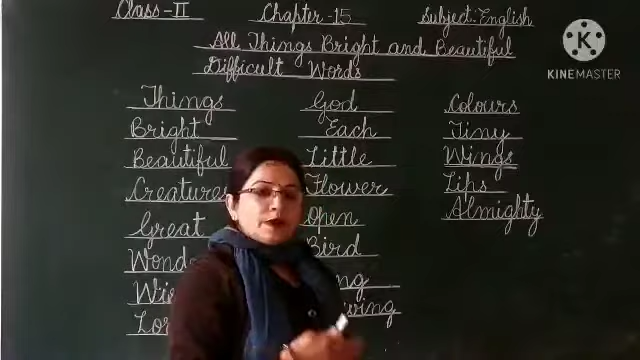 Class-II Chapter-15 Subject:English
All Things Bright and Beautiful
Difficult Words
Things God Colours
Bright Each Tiny
Beautiful Little Wings
Creatures Flower Lips
Great Open Almighty
Bird
KINEMASTER